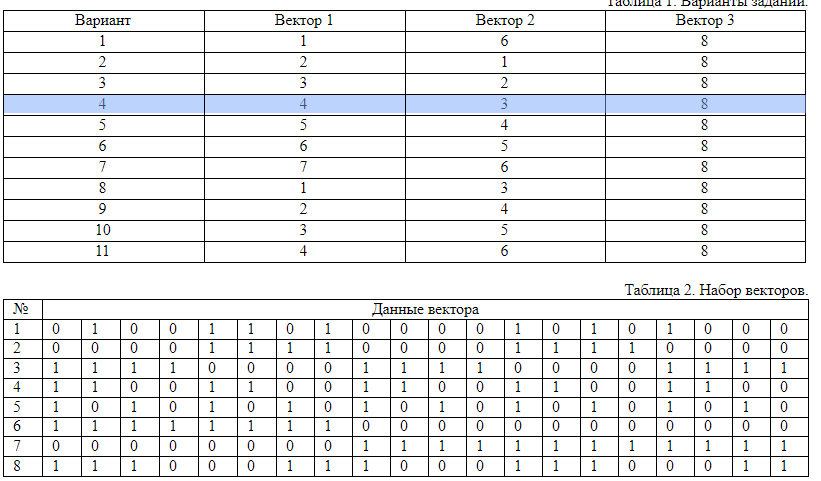 Таблица 1. Варианты заданий.
Вариант Вектор 1 Вектор 2 Вектор 3
1 1 6 8
2 2 1 8
3 3 2 8
4 4 3 8
5 5 4 8
6 6 5 8
7 7 6 8
8 1 3 8
9 2 4 8
10 3 5 8
11 4 6 8
Таблица 2. Набор векторов.
№ Данные вектора
1 0 1 0 0 1 1 0 1 0 0 0 0 1 0 1 0 1 0 0 0
2 0 0 0 0 1 1 1 1 0 0 0 0 1 1 1 1 0 0 0 0
3 1 1 1 1 0 0 0 0 1 1 1 1 0 0 0 0 1 1 1 1
4 1 1 0 0 1 1 0 0 1 1 0 0 1 1 0 0 1 1 0 0
5 1 0 1 0 1 0 1 0 1 0 1 0 1 0 1 0 1 0 1 0
6 1 1 1 1 1 1 1 1 0 0 0 0 0 0 0 0 0 0 0 0
7 0 0 0 0 0 0 0 0 1 1 1 1 1 1 1 1 1 1 1 1
8 1 1 1 0 0 0 1 1 1 0 0 0 1 1 1 0 0 0 1 1